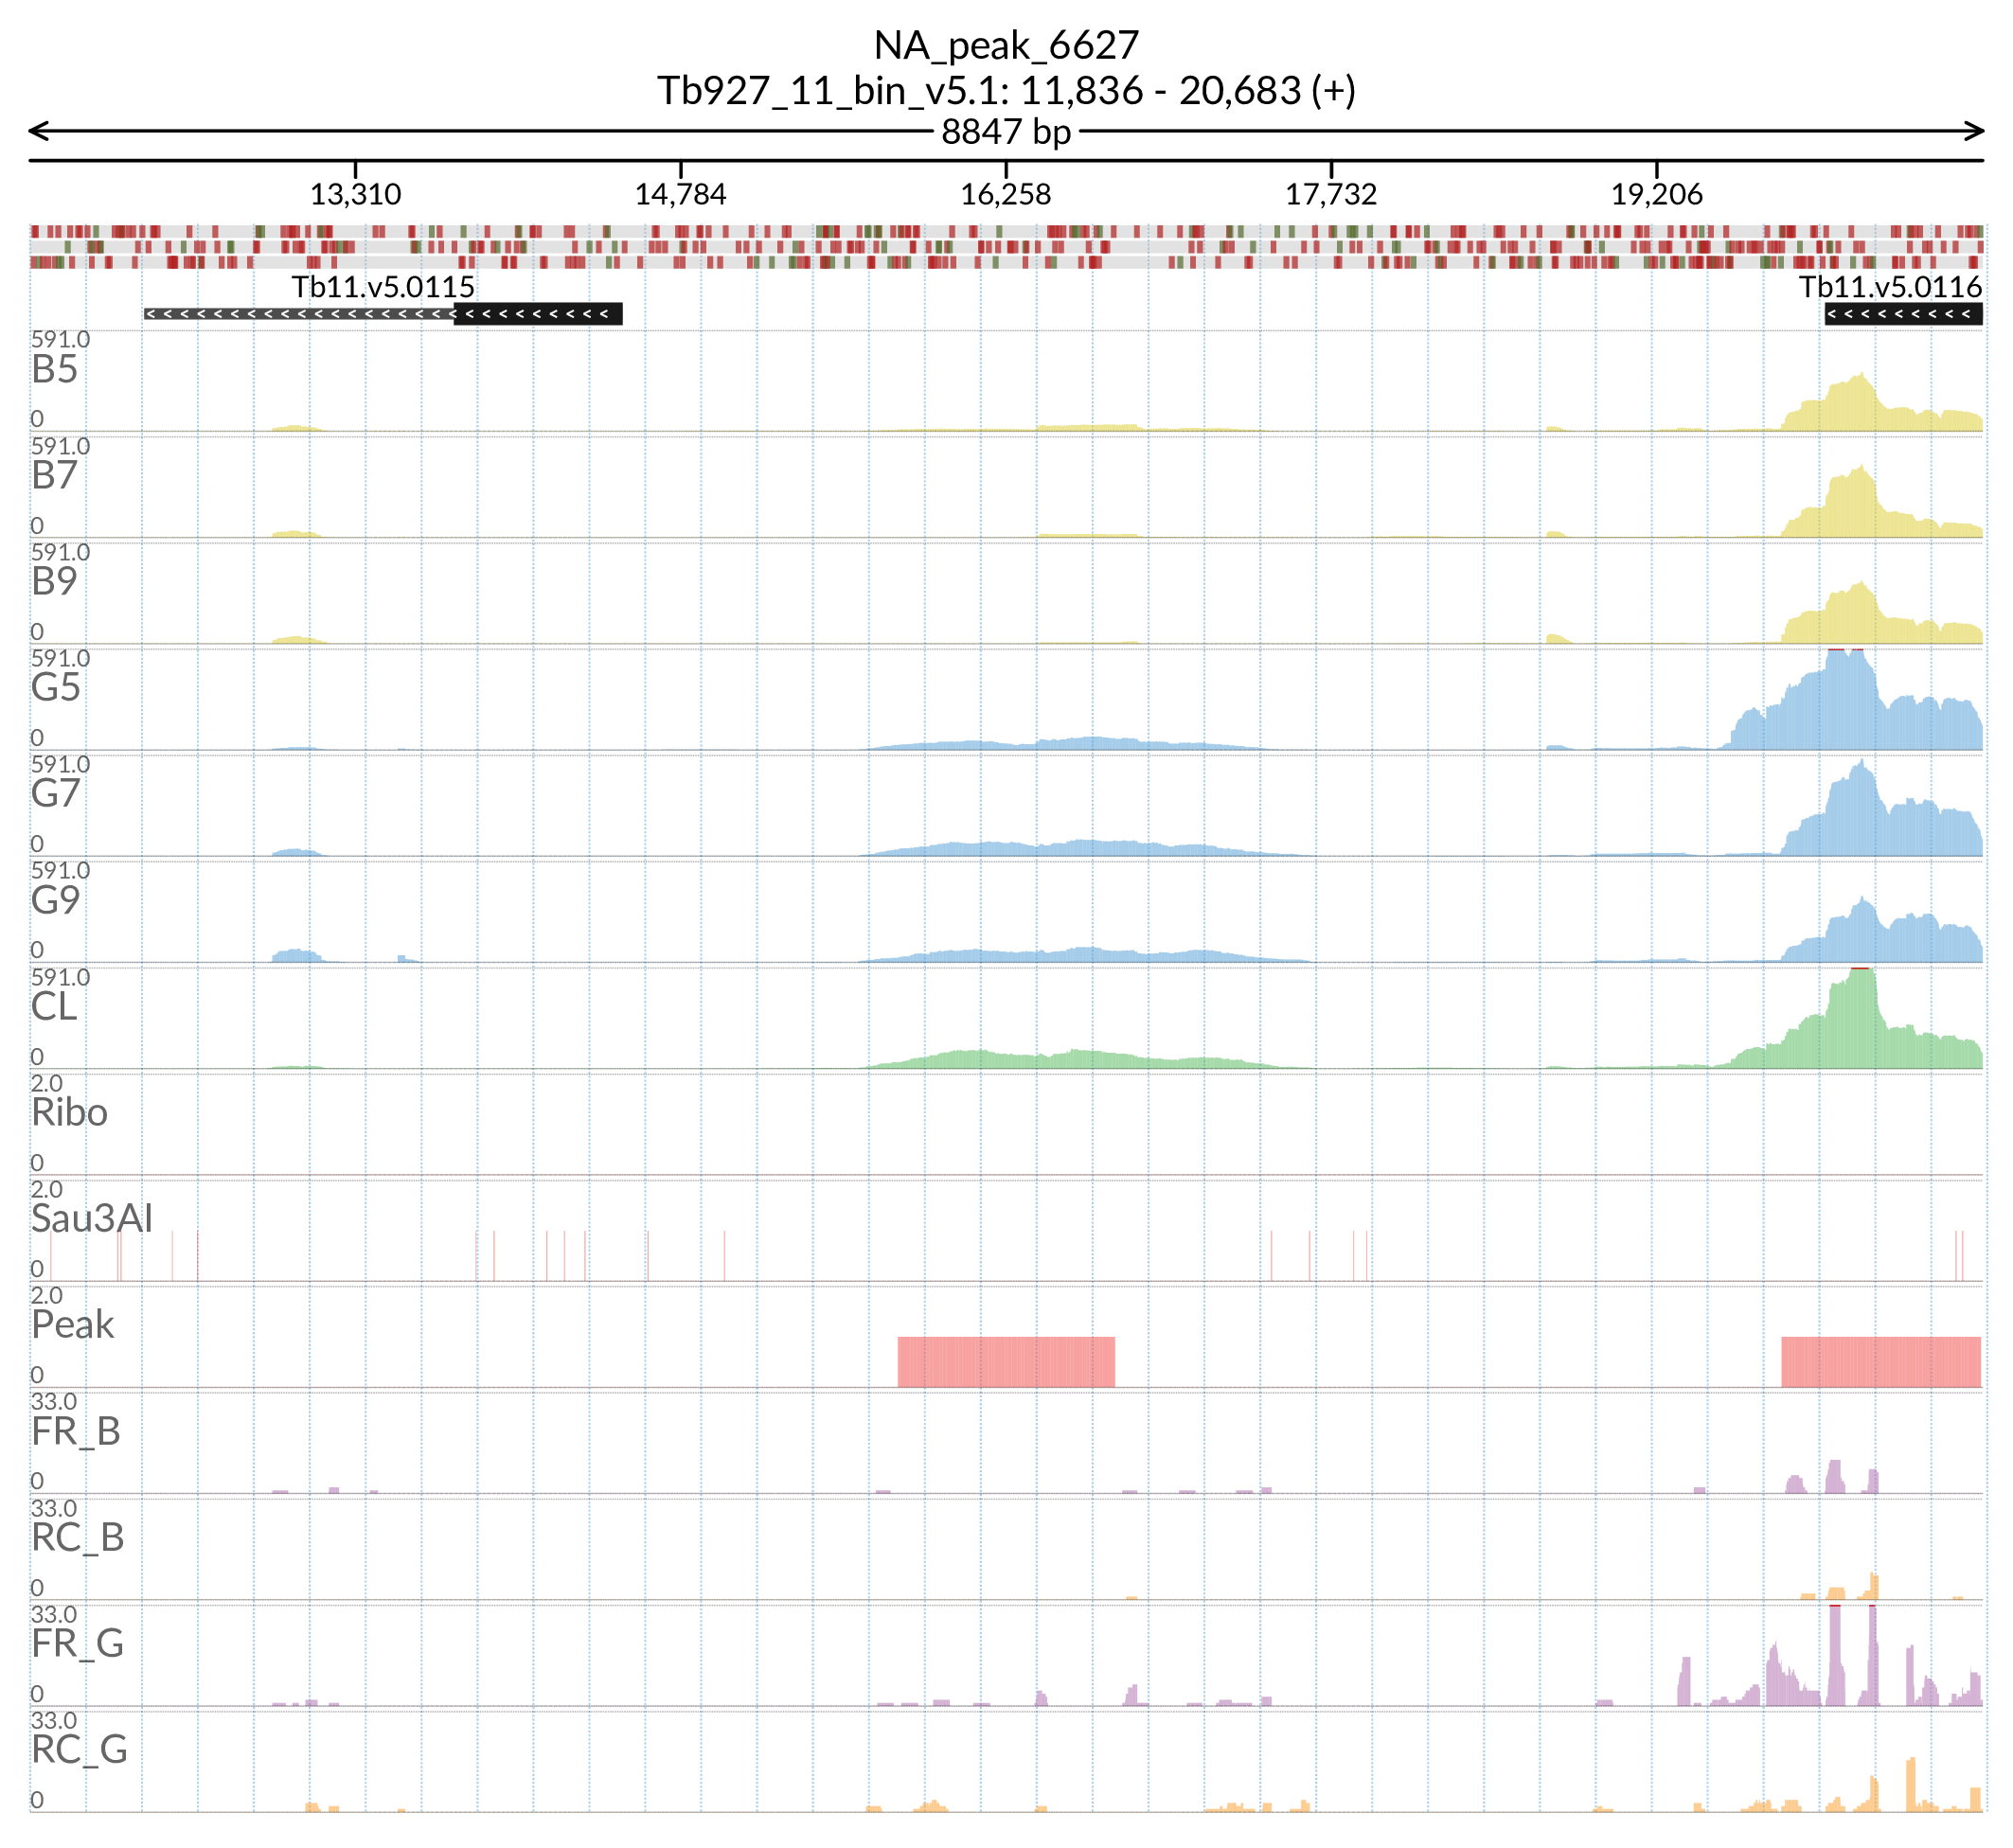 NA_peak_6627
Tb927_11_bin_v5.1: 11,836 - 20,683 (+)
8847 bp
13,310 14,784 16,258 17,732 19,206
Tb11.v5.0115 Tb11.v5.0116
591.0
B5
0
591.0
B7
0
591.0
B9
0
591.0
G5
0
591.0
G7
0
591.0
G9
0
591.0
CL
0
2.0
Ribo
0
2.0
Sau3AI
0
2.0
Peak
0
33.0
FR_B
0
33.0
RC_B
0
33.0
FR_G
0
33.0
RC_G
0